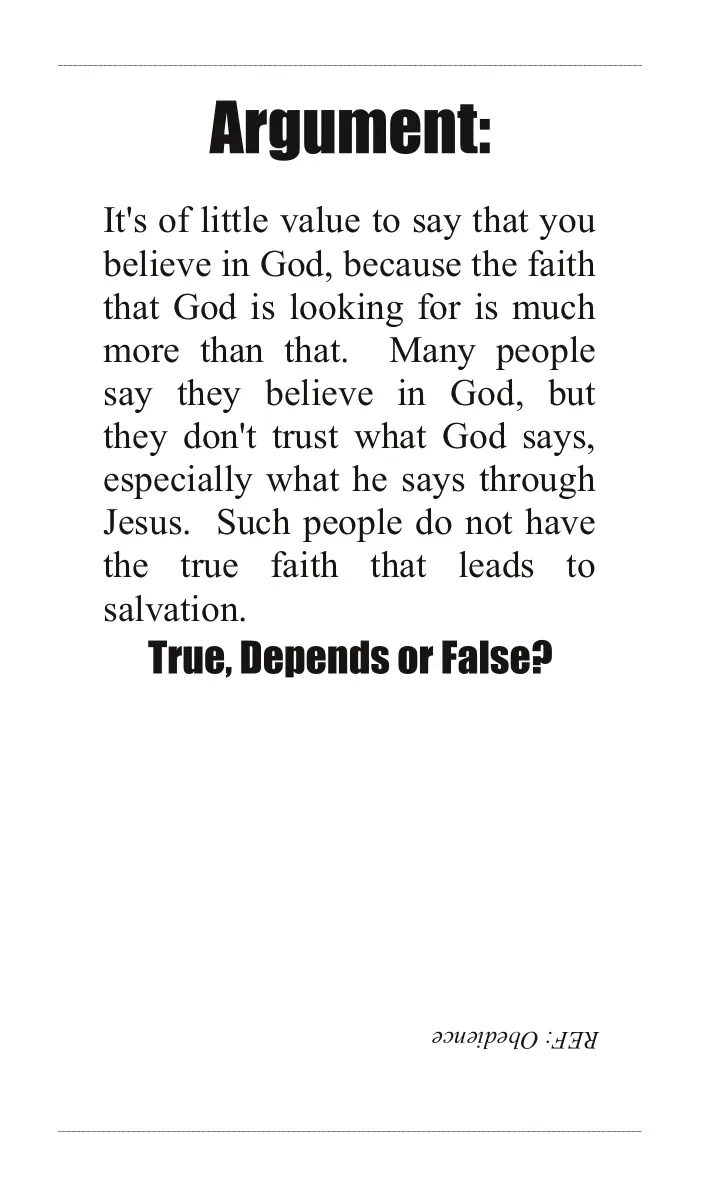 Argument:
It's of little value to say that you
believe in God, because the faith
that God is looking for is much
more than that. Many people
say they believe in God, but
they don't trust what God says,
especially what he says through
Jesus. Such people do not have
the true faith that leads to
salvation.
True, Depends or False?
REF: Obedience